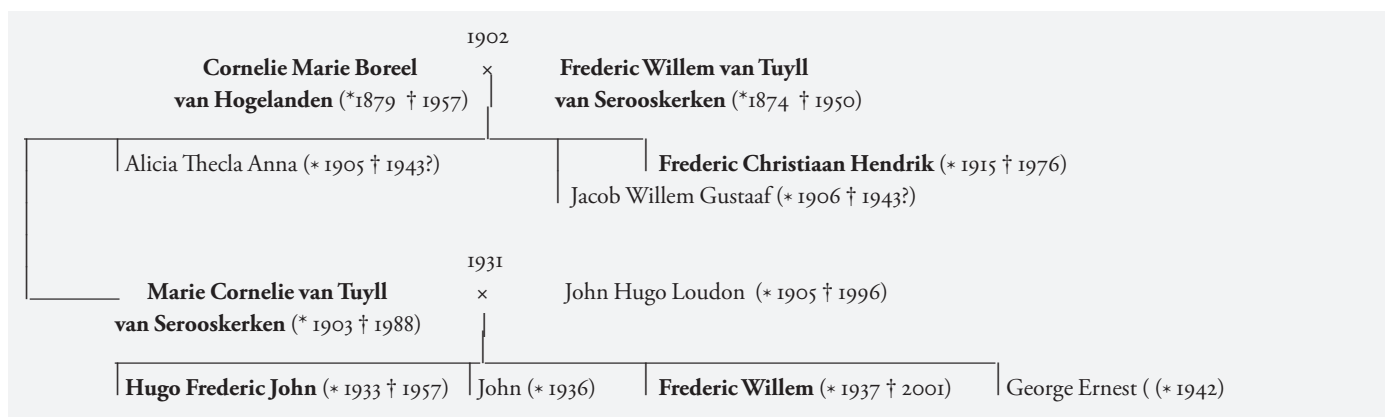 1902
Cornelie Marie Boreel × Frederic Willem van Tuyll
van Hogelanden (*1879 † 1957) van Serooskerken (*1874 † 1950)
Alicia Thecla Anna (* 1905 † 1943?) Frederic Christiaan Hendrik (* 1915 † 1976)
Jacob Willem Gustaaf (* 1906 † 1943?)
1931
Marie Cornelie van Tuyll × John Hugo Loudon (* 1905 † 1996)
van Serooskerken (* 1903 † 1988)
Hugo Frederic John (* 1933 † 1957) John (* 1936) Frederic Willem (* 1937 † 2001) George Ernest ( (* 1942)